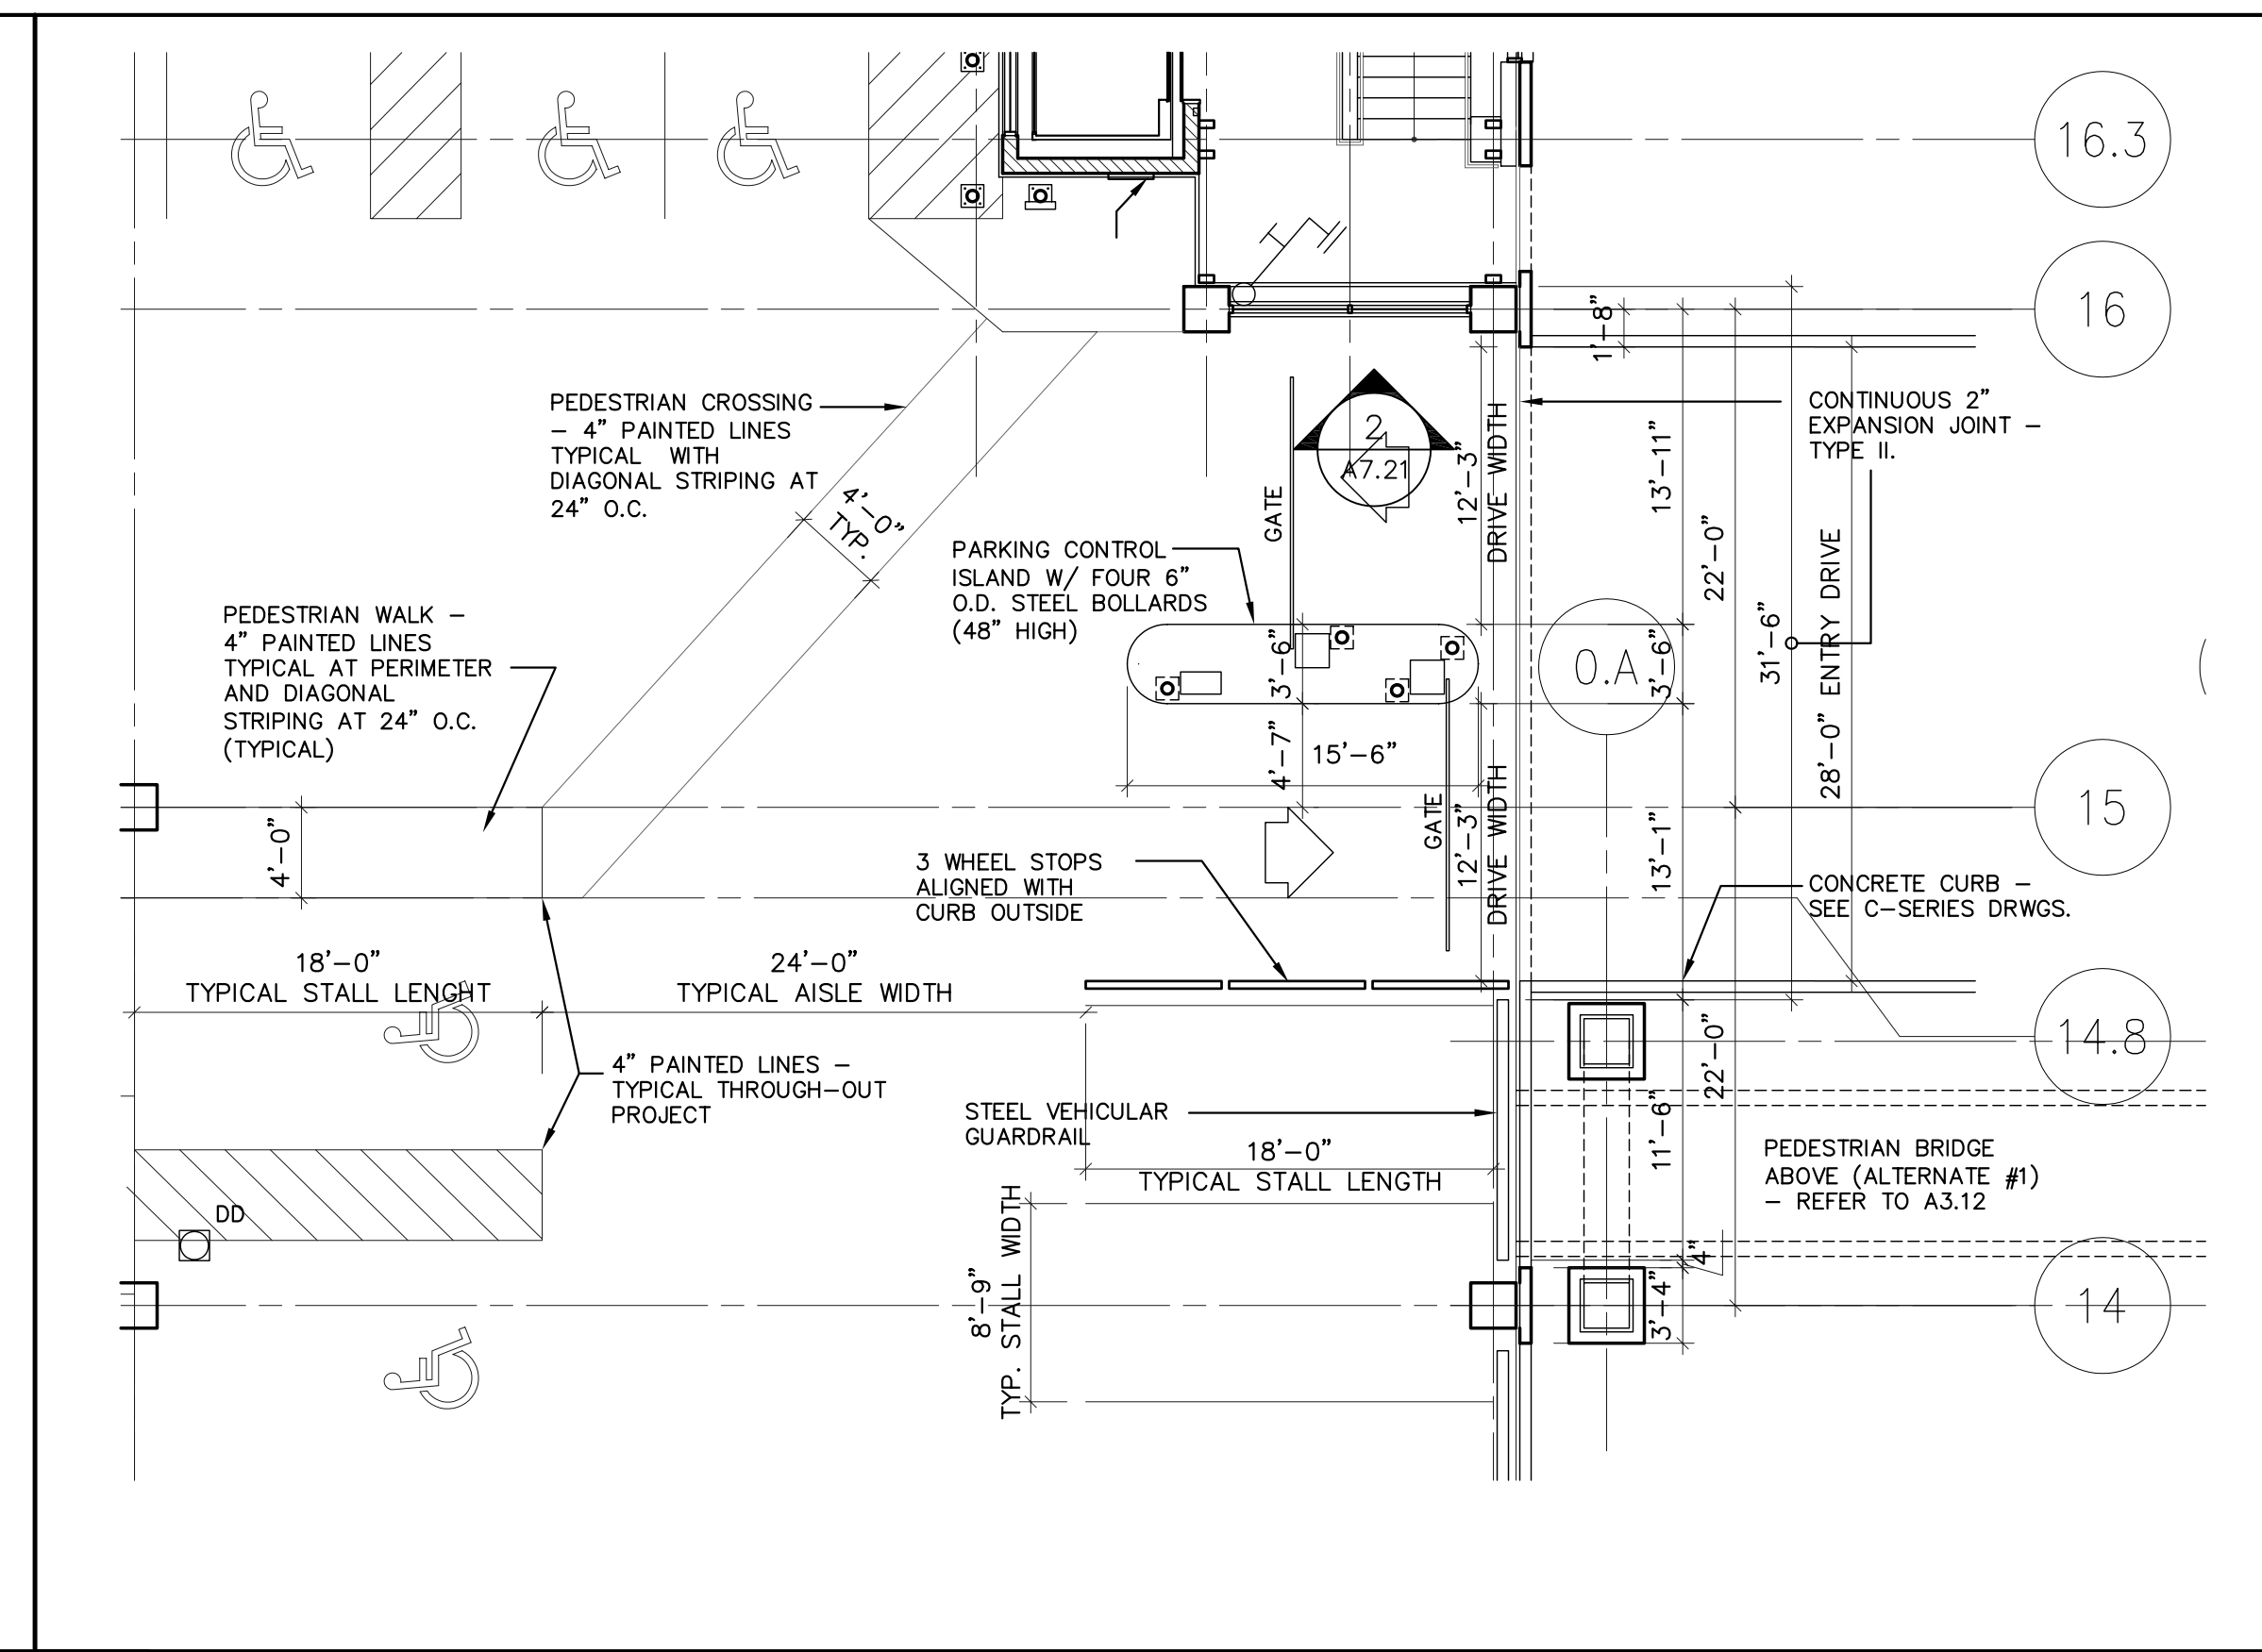 16.3
16
1'-8"
PEDESTRIAN CROSSING
- 4" PAINTED LINES
TYPICAL WITH
DIAGONAL STRIPING AT
24" O.C.
4'-0"
TYP.
2
A7.21
GATE
12'-3"
DRIVE WIDTH
13'-11"
22'-0"
CONTINUOUS 2"
EXPANSION JOINT -
TYPE II.
PARKING CONTROL
ISLAND W/ FOUR 6"
O.D. STEEL BOLLARDS
(48" HIGH)
PEDESTRIAN WALK -
4" PAINTED LINES
TYPICAL AT PERIMETER
AND DIAGONAL
STRIPING AT 24" O.C.
(TYPICAL)
3'-6"
0.A
3'-6"
31'-6"
28'-0" ENTRY DRIVE
4'-7"
15'-6"
15
4'-0"
GATE
12'-3"
DRIVE WIDTH
13'-1"
3 WHEEL STOPS
ALIGNED WITH
CURB OUTSIDE
CONCRETE CURB -
SEE C-SERIES DRWGS.
18'-0"
TYPICAL STALL LENGHT
24'-0"
TYPICAL AISLE WIDTH
14.8
4" PAINTED LINES -
TYPICAL THROUGH-OUT
PROJECT
STEEL VEHICULAR
GUARDRAIL
18'-0"
TYPICAL STALL LENGTH
22'-0"
11'-6"
PEDESTRIAN BRIDGE
ABOVE (ALTERNATE #1)
- REFER TO A3.12
DD
4"
8'-9"
TYP. STALL WIDTH
3'-4"
14